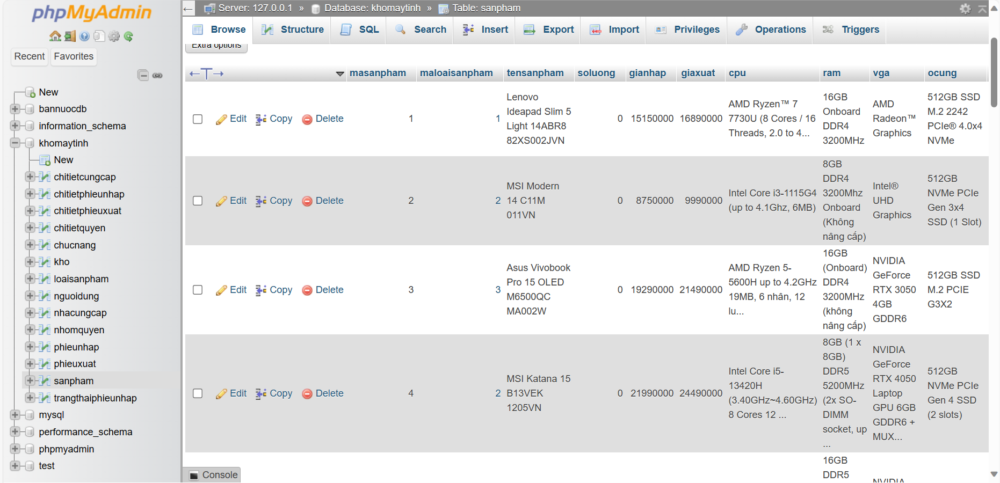 phpMyAdmin
Recent Favorites
New
bannuocdb
information_schema
khomaytinh
New
chitietcungcap
chitietphieunhap
chitietphieuxuat
chitietquyen
chucnang
kho
loaisanpham
nguoidung
nhacungcap
nhomquyen
phieunhap
phieuxuat
sanpham
trangthaiphieunhap
mysql
performance_schema
phpmyadmin
test
Server: 127.0.0.1 » Database: khomaytinh » Table: sanpham
Browse Structure SQL Search Insert Export Import Privileges Operations Triggers
Extra options
←T→ masanpham maloaisanpham tensanpham soluong gianhap giaxuat cpu ram vga ocung
Edit Copy Delete 1 1
Lenovo
Ideapad Slim 5
Light 14ABR8
82XS002JVN
0 15150000 16890000
AMD Ryzen™ 7
7730U (8 Cores / 16
Threads, 2.0 to 4...
16GB
Onboard
DDR4
3200MHz
AMD
Radeon™
Graphics
512GB SSD
M.2 2242
PCIe® 4.0x4
NVMe
Edit Copy Delete 2 2
MSI Modern
14 C11M
011VN
0 8750000 9990000
Intel Core i3-1115G4
(up to 4.1Ghz, 6MB)
8GB
DDR4
3200Mhz
Onboard
(Không
nâng cấp)
Intel®
UHD
Graphics
512GB
NVMe PCIe
Gen 3x4
SSD (1 Slot)
Edit Copy Delete 3 3
Asus Vivobook
Pro 15 OLED
M6500QC
MA002W
0 19290000 21490000
AMD Ryzen 5-
5600H up to 4.2GHz
19MB, 6 nhân, 12
lu...
16GB
(Onboard)
DDR4
3200MHz
(không
nâng cấp)
NVIDIA
GeForce
RTX 3050
4GB
GDDR6
512GB SSD
M.2 PCIE
G3X2
Edit Copy Delete 4 2
MSI Katana 15
B13VEK
1205VN
0 21990000 24490000
Intel Core i5-
13420H
(3.40GHz~4.60GHz)
8 Cores 12 ...
8GB (1 x
8GB)
DDR5
5200MHz
(2x SO-
DIMM
socket, up
...
NVIDIA
GeForce
RTX 4050
Laptop
GPU 6GB
GDDR6 +
MUX...
512GB
NVMe PCIe
Gen 4 SSD
(2 slots)
16GB
DDR5
NVIDIA
Console